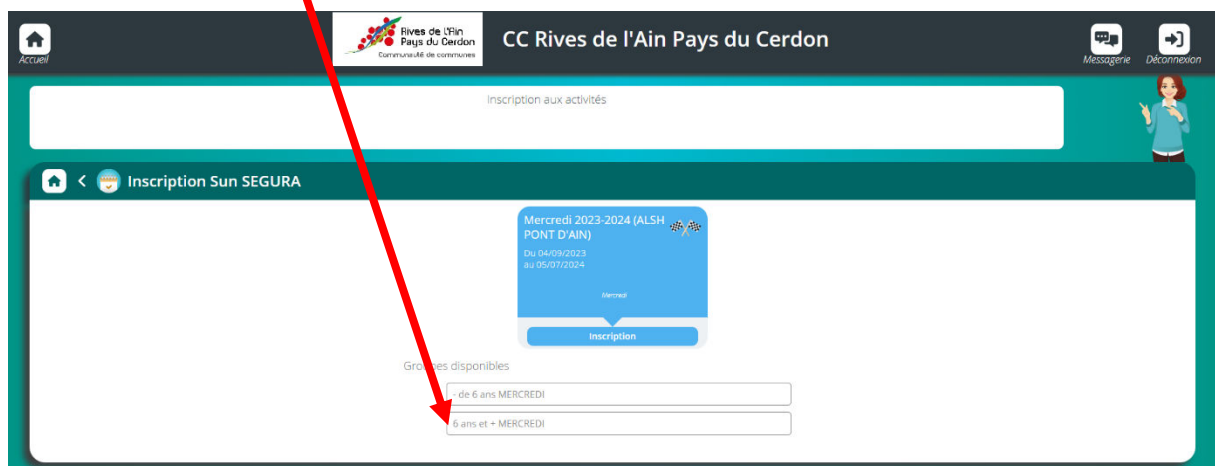 Accueil
Rives de l'Ain
Pays du Cerdon
Communauté de communes
CC Rives de l'Ain Pays du Cerdon
Messagerie
Déconnexion
Inscription aux activités
< Inscription Sun SEGURA
Mercredi 2023-2024 (ALSH
PONT D'AIN)
Du 04/09/2023
au 05/07/2024
Mercredi
Inscription
Groupes disponibles
- de 6 ans MERCREDI
6 ans et + MERCREDI